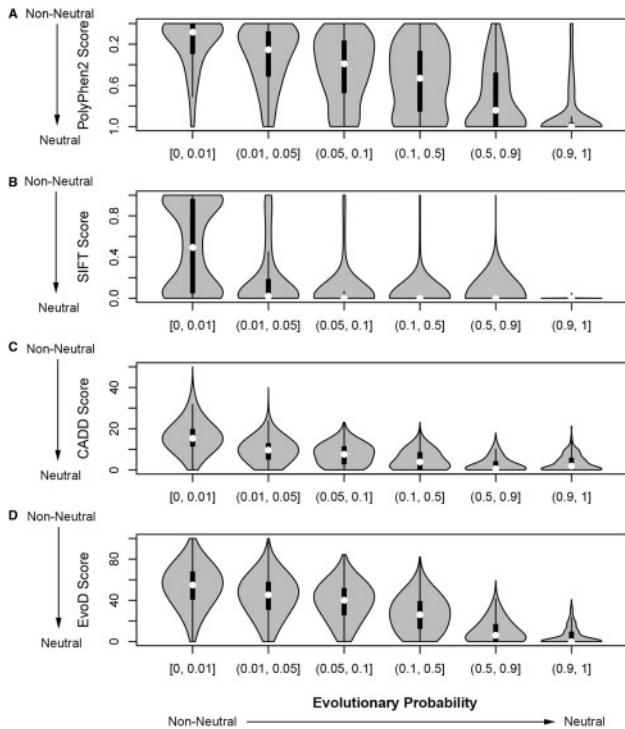 A
Non-Neutral
Neutral
PolyPhen2 Score
0.2
0.6
1.0
[0, 0.01]
(0.01, 0.05]
(0.05, 0.1]
(0.1, 0.5]
(0.5, 0.9]
(0.9, 1]
B
Non-Neutral
Neutral
SIFT Score
0.8
0.4
0.0
[0, 0.01]
(0.01, 0.05]
(0.05, 0.1]
(0.1, 0.5]
(0.5, 0.9]
(0.9, 1]
C
Non-Neutral
Neutral
CADD Score
40
20
0
[0, 0.01]
(0.01, 0.05]
(0.05, 0.1]
(0.1, 0.5]
(0.5, 0.9]
(0.9, 1]
D
Non-Neutral
Neutral
EvoD Score
80
40
0
[0, 0.01]
(0.01, 0.05]
(0.05, 0.1]
(0.1, 0.5]
(0.5, 0.9]
(0.9, 1]
Evolutionary Probability
Non-Neutral
Neutral